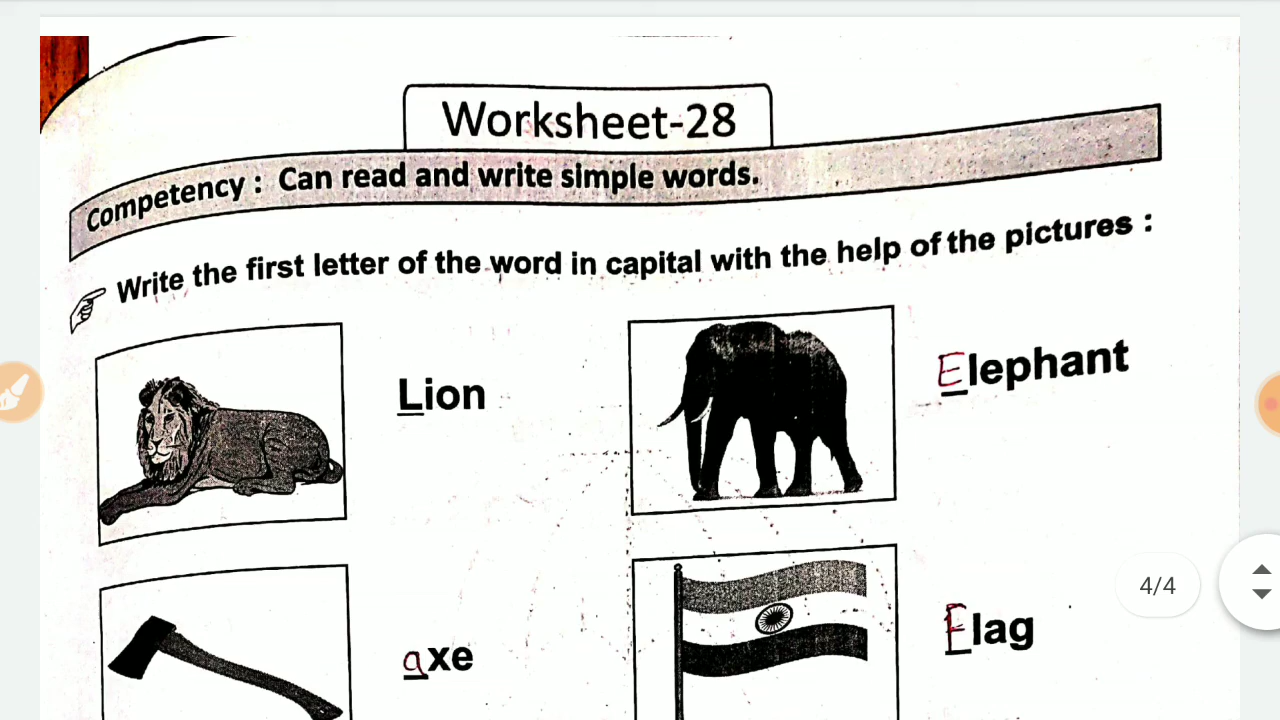 Worksheet-28
Competency : Can read and write simple words.
Write the first letter of the word in capital with the help of the pictures :
Lion
Elephant
axe
Flag
4/4